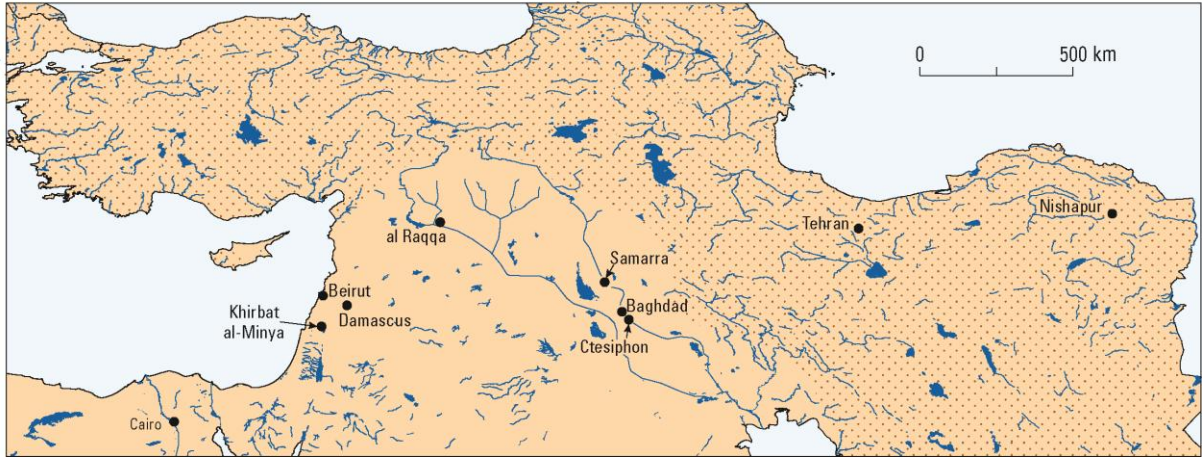 0 500 km
Nishapur
Tehran
al Raqqa
Samarra
Beirut
Baghdad
Khirbat
al-Minya
Damascus
Ctesiphon
Cairo